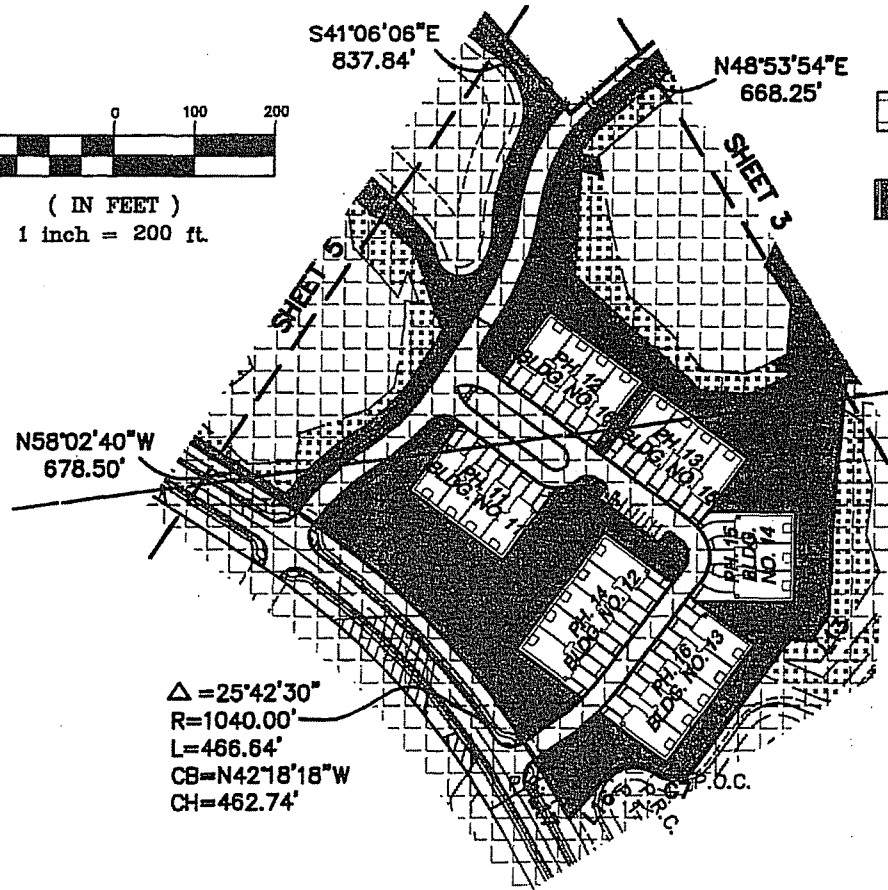 S41°06'06"E
837.84'
N48°53'54"E
668.25'
0 100 200
( IN FEET )
1 inch = 200 ft.
SHEET 3
SHEET 5
PH. 12
BLDG. NO. 16
PH. 13
BLDG. NO. 15
N58°02'40"W
678.50'
PH. 11
BLDG. NO. 1
PH. 15
BLDG.
NO. 14
PH. 14
BLDG. NO. 12
PH. 16
BLDG. NO. 13
Δ =25°42'30"
R=1040.00'
L=466.64'
CB=N42°18'18"W
CH=462.74'
P.O.C.